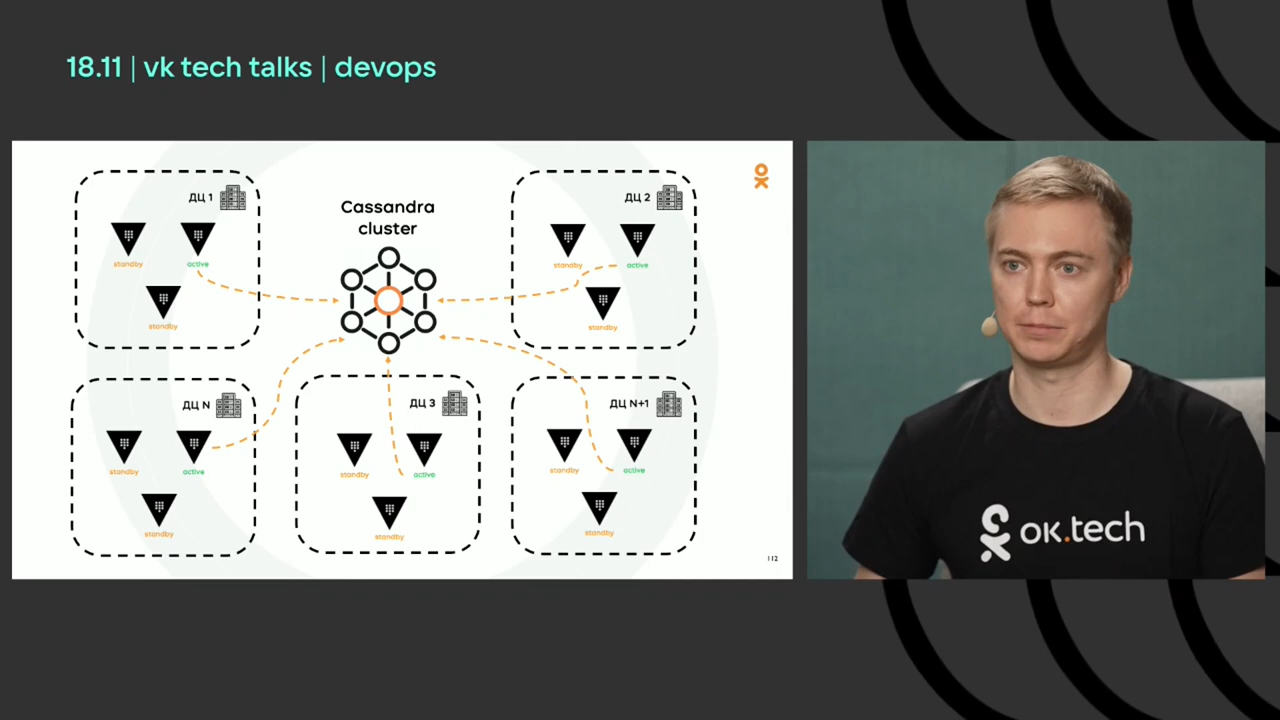 18.11 | vk tech talks | devops
ДЦ 1
standby
active
standby
Cassandra
cluster
ДЦ 2
standby
active
standby
ДЦ N
standby
active
standby
ДЦ 3
standby
active
standby
ДЦ N+1
standby
active
standby
112
ok.tech